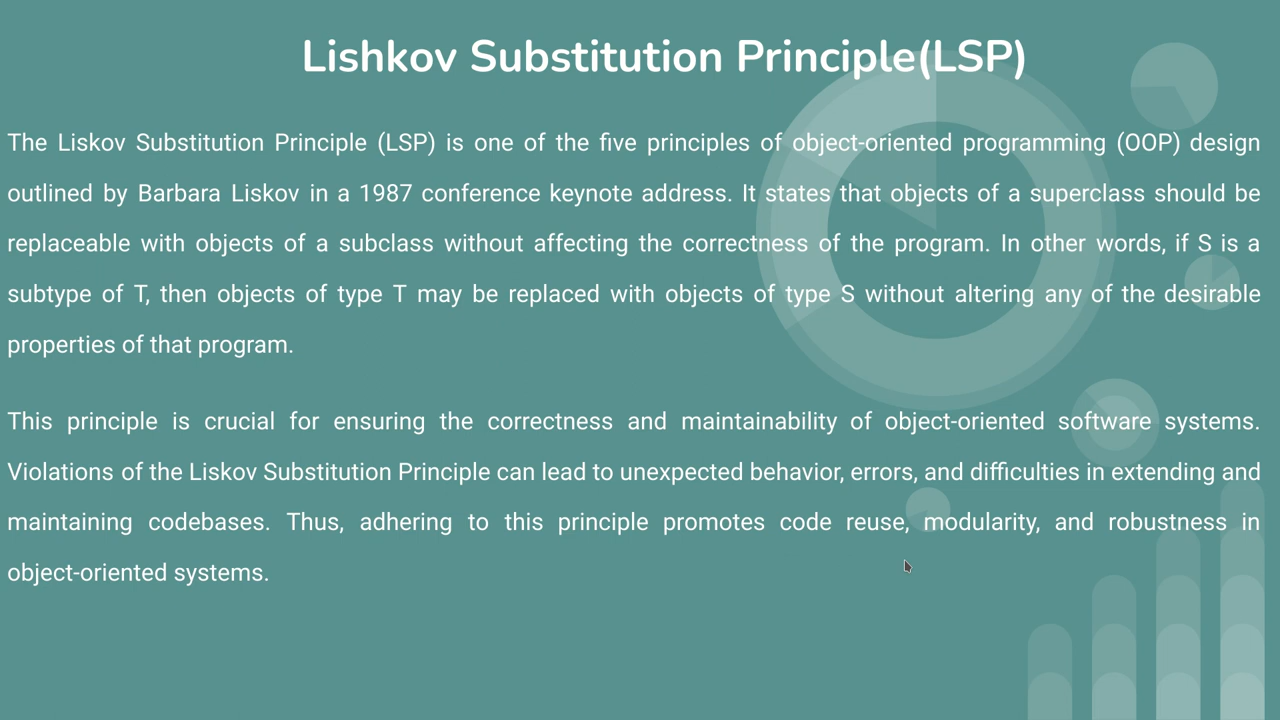 Lishkov Substitution Principle(LSP)
The Liskov Substitution Principle (LSP) is one of the five principles of object-oriented programming (OOP) design
outlined by Barbara Liskov in a 1987 conference keynote address. It states that objects of a superclass should be
replaceable with objects of a subclass without affecting the correctness of the program. In other words, if S is a
subtype of T, then objects of type T may be replaced with objects of type S without altering any of the desirable
properties of that program.
This principle is crucial for ensuring the correctness and maintainability of object-oriented software systems.
Violations of the Liskov Substitution Principle can lead to unexpected behavior, errors, and difficulties in extending and
maintaining codebases. Thus, adhering to this principle promotes code reuse, modularity, and robustness in
object-oriented systems.